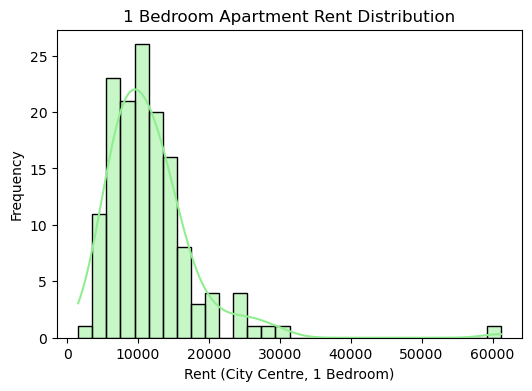 1 Bedroom Apartment Rent Distribution
25
20
15
10
5
0
Frequency
0 10000 20000 30000 40000 50000 60000
Rent (City Centre, 1 Bedroom)